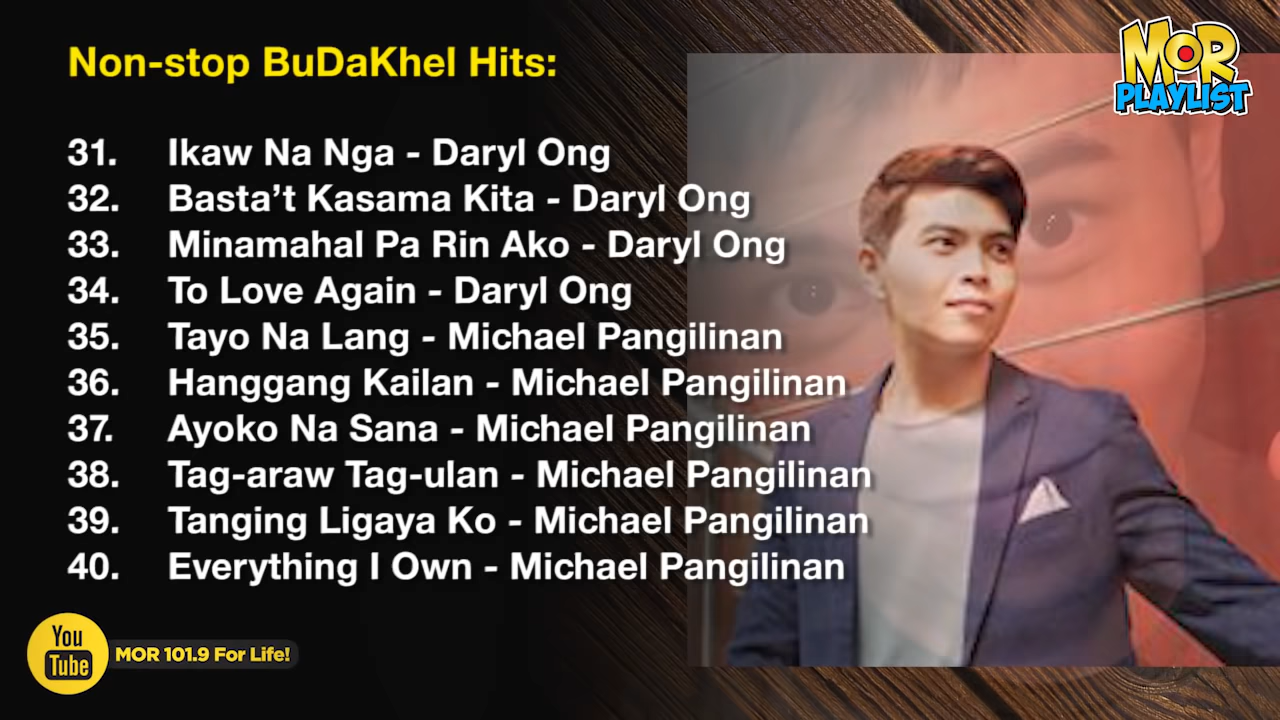 Non-stop BuDaKhel Hits:
MOR
PLAYLIST
31. Ikaw Na Nga - Daryl Ong
32. Basta’t Kasama Kita - Daryl Ong
33. Minamahal Pa Rin Ako - Daryl Ong
34. To Love Again - Daryl Ong
35. Tayo Na Lang - Michael Pangilinan
36. Hanggang Kailan - Michael Pangilinan
37. Ayoko Na Sana - Michael Pangilinan
38. Tag-araw Tag-ulan - Michael Pangilinan
39. Tanging Ligaya Ko - Michael Pangilinan
40. Everything I Own - Michael Pangilinan
You
Tube
MOR 101.9 For Life!